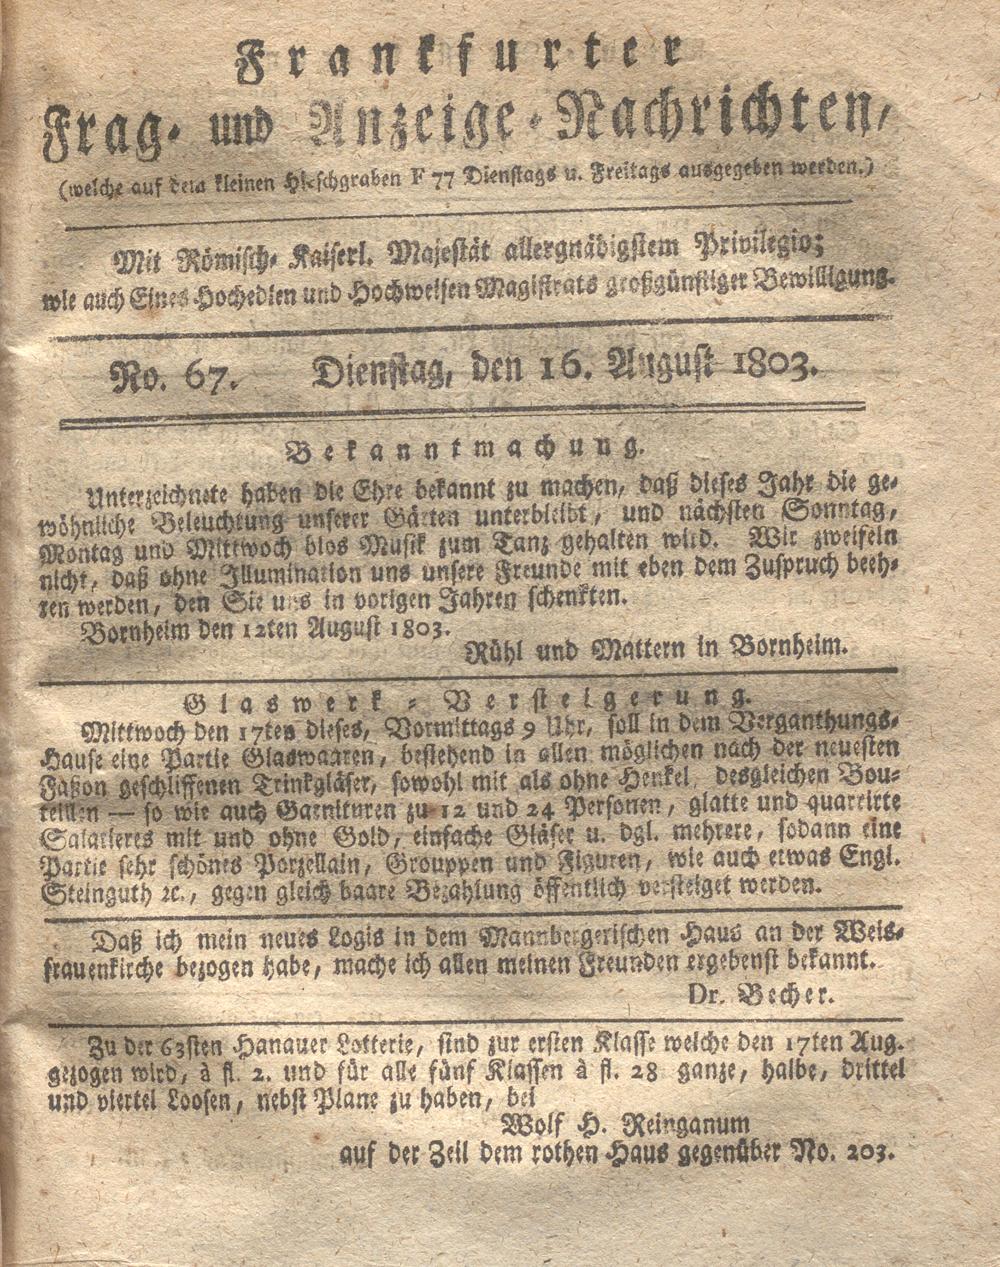 Frankfurter
Frag- und Anzeige-Nachrichten,
(welche auf dem kleinen Hirschgraben F 77 Dienstags u. Freitags ausgegeben werden.)
Mit Römisch- Kaiserl. Majestät allergnädigstem Privilegio;
wie auch Eines Hochedlen und Hochweisen Magistrats großgünstiger Bewilligung.
No. 67. Dienstag, den 16. August 1803.
Bekanntmachung.
Unterzeichnete haben die Ehre bekannt zu machen, daß dieses Jahr die ge-
wöhnliche Beleuchtung unserer Gärten unterbleibt, und nächsten Sonntag,
Montag und Mittwoch blos Musik zum Tanz gehalten wird. Wir zweifeln
nicht, daß ohne Illumination uns unsere Freunde mit eben dem Zuspruch beeh-
ren werden, den Sie uns in vorigen Jahren schenkten.
Bornheim den 12ten August 1803.
Rühl und Mattern in Bornheim.
Glaswerk-Versteigerung.
Mittwoch den 17ten dieses, Vormittags 9 Uhr, soll in dem Verganthungs-
Hause eine Partie Glaswaaren, bestehend in allen möglichen nach der neuesten
Faßon geschliffenen Trinkgläser, sowohl mit als ohne Henkel, desgleichen Bou-
teillen — so wie auch Garnituren zu 12 und 24 Personen, glatte und quareirte
Salatieres mit und ohne Gold, einfache Gläser u. dgl. mehrere, sodann eine
Partie sehr schönes Porzellain, Grouppen und Figuren, wie auch etwas Engl.
Steinguth ꝛc., gegen gleich baare Bezahlung öffentlich versteiget werden.
Daß ich mein neues Logis in dem Mannbergerischen Haus an der Weis-
frauenkirche bezogen habe, mache ich allen meinen Freunden ergebenst bekannt.
Dr. Becher.
Zu der 63sten Hanauer Lotterie, sind zur ersten Klasse welche den 17ten Aug.
gezogen wird, à fl. 2. und für alle fünf Klassen à fl. 28 ganze, halbe, drittel
und viertel Loosen, nebst Plane zu haben, bei
Wolf H. Reinganum
auf der Zeil dem rothen Haus gegenüber No. 203.